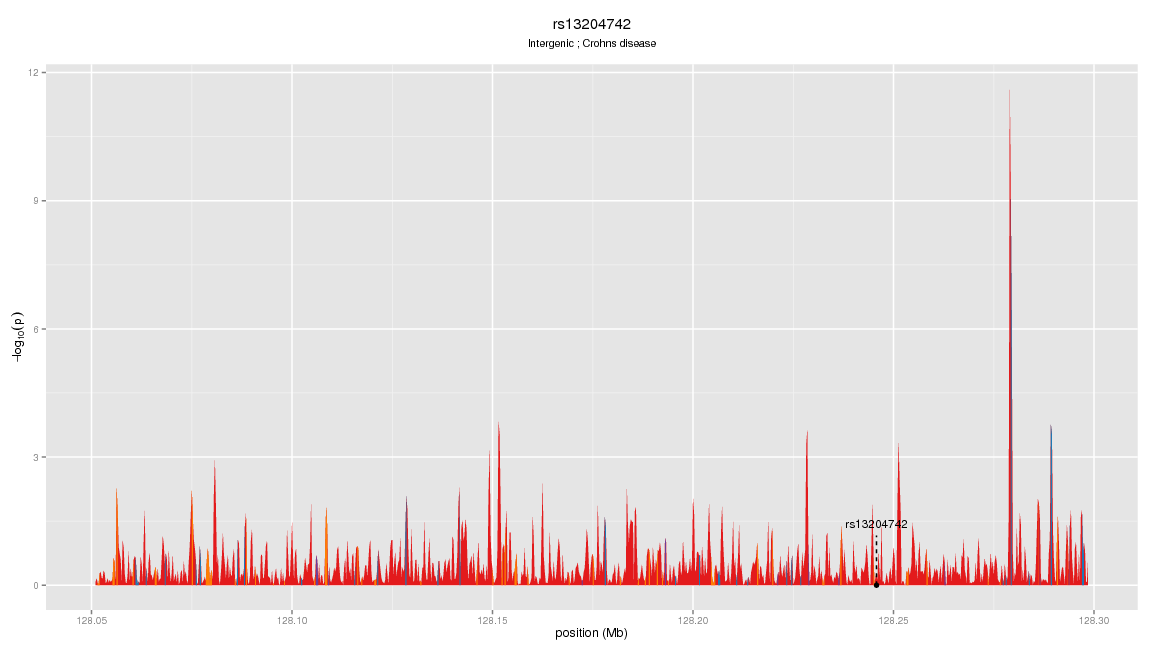 rs13204742
Intergenic ; Crohns disease
12
9
6
3
0
−log10(p)
rs13204742
128.05
128.10
128.15
128.20
128.25
128.30
position (Mb)